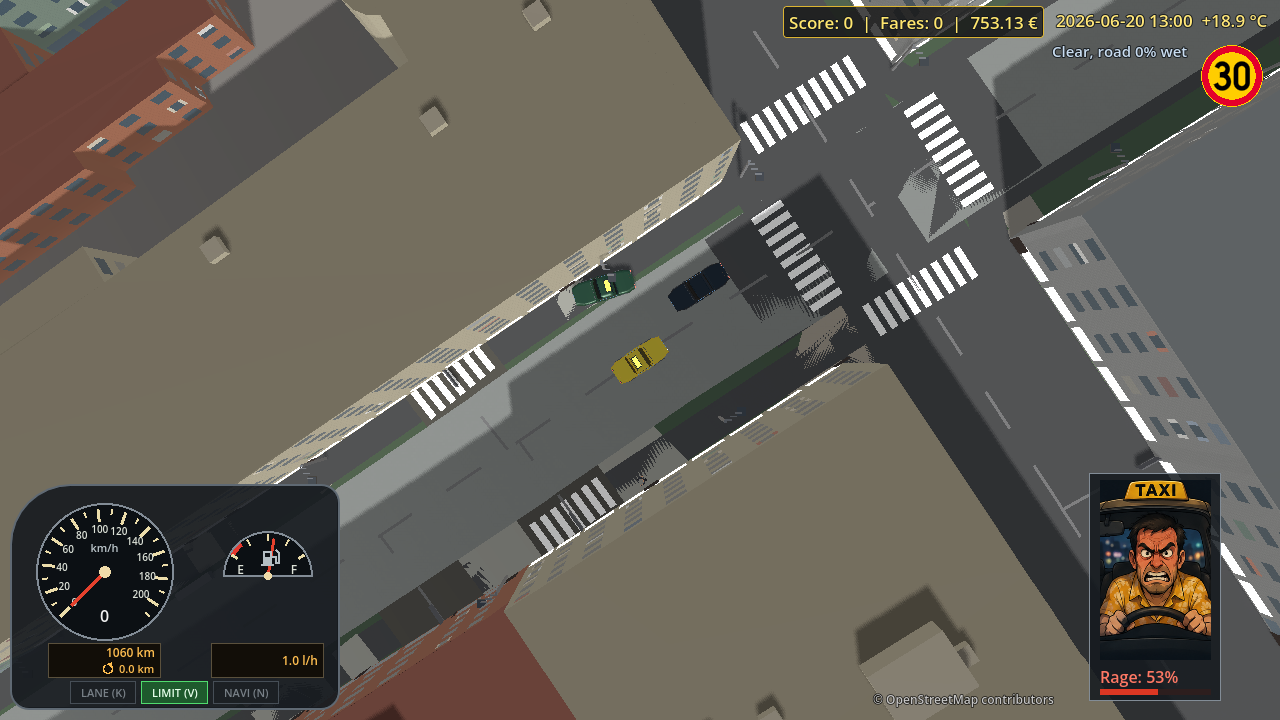 Score: 0 | Fares: 0 | 753.13 €
2026-06-20 13:00 +18.9 °C
Clear, road 0% wet
30
0 20 40 60 80 100 120 140 160 180 200
km/h
0
E F
1060 km
0.0 km
1.0 l/h
LANE (K)
LIMIT (V)
NAVI (N)
TAXI
Rage: 53%
© OpenStreetMap contributors